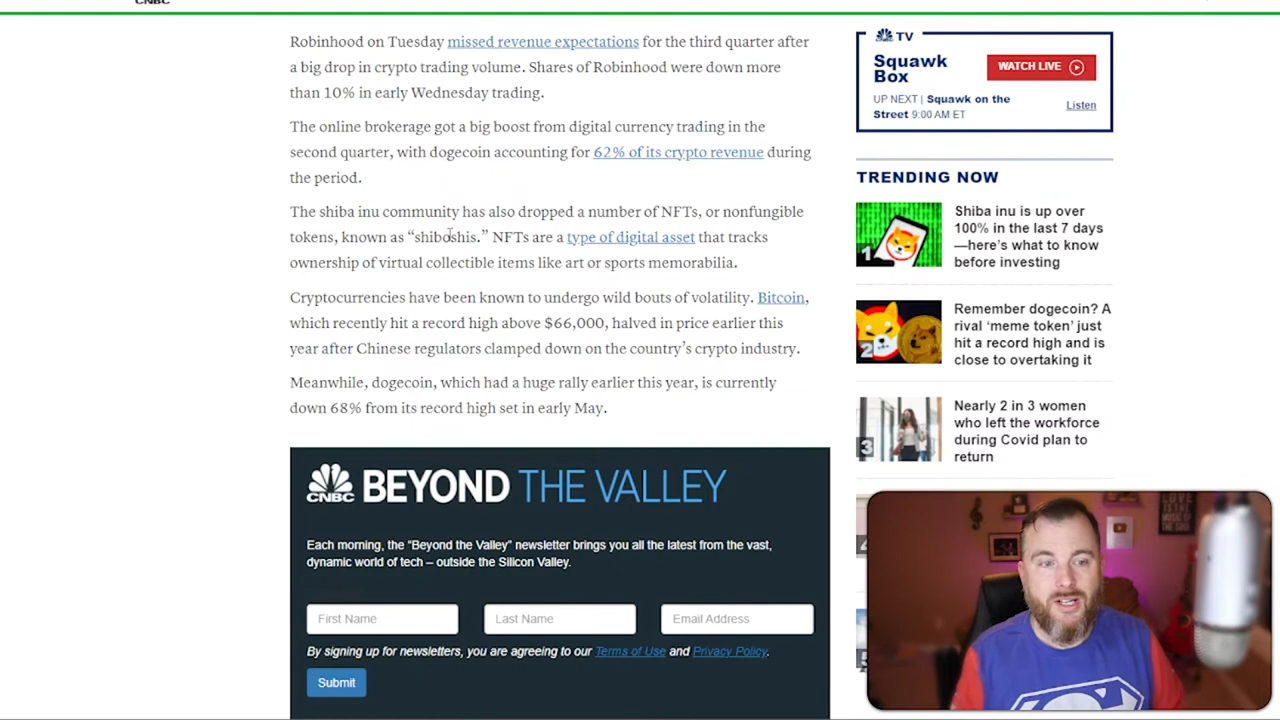 CNBC
Robinhood on Tuesday missed revenue expectations for the third quarter after
a big drop in crypto trading volume. Shares of Robinhood were down more
than 10% in early Wednesday trading.
The online brokerage got a big boost from digital currency trading in the
second quarter, with dogecoin accounting for 62% of its crypto revenue during
the period.
The shiba inu community has also dropped a number of NFTs, or nonfungible
tokens, known as “shiboshis.” NFTs are a type of digital asset that tracks
ownership of virtual collectible items like art or sports memorabilia.
Cryptocurrencies have been known to undergo wild bouts of volatility. Bitcoin,
which recently hit a record high above $66,000, halved in price earlier this
year after Chinese regulators clamped down on the country’s crypto industry.
Meanwhile, dogecoin, which had a huge rally earlier this year, is currently
down 68% from its record high set in early May.
CNBC BEYOND THE VALLEY
Each morning, the “Beyond the Valley” newsletter brings you all the latest from the vast,
dynamic world of tech – outside the Silicon Valley.
First Name Last Name Email Address
By signing up for newsletters, you are agreeing to our Terms of Use and Privacy Policy.
Submit
TV
Squawk
Box
WATCH LIVE
UP NEXT | Squawk on the
Street 9:00 AM ET
Listen
TRENDING NOW
1
Shiba inu is up over
100% in the last 7 days
—here’s what to know
before investing
2
Remember dogecoin? A
rival ‘meme token’ just
hit a record high and is
close to overtaking it
3
Nearly 2 in 3 women
who left the workforce
during Covid plan to
return
4
5